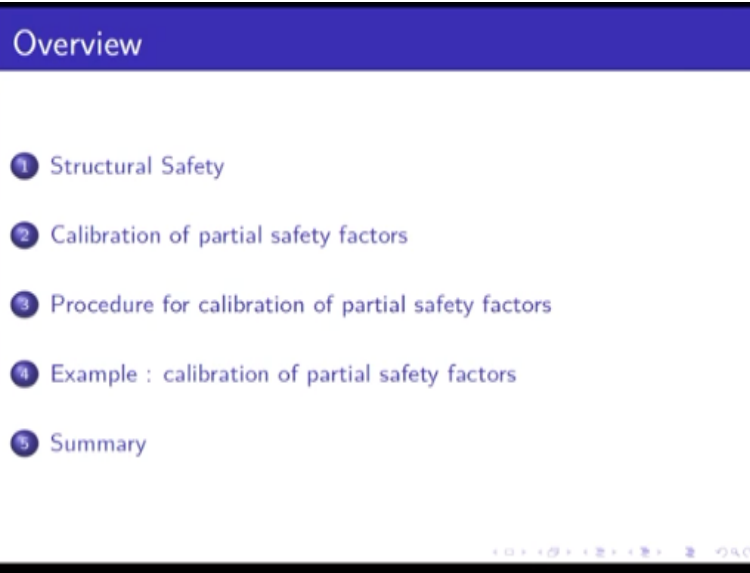 Overview
1 Structural Safety
2 Calibration of partial safety factors
3 Procedure for calibration of partial safety factors
4 Example : calibration of partial safety factors
5 Summary